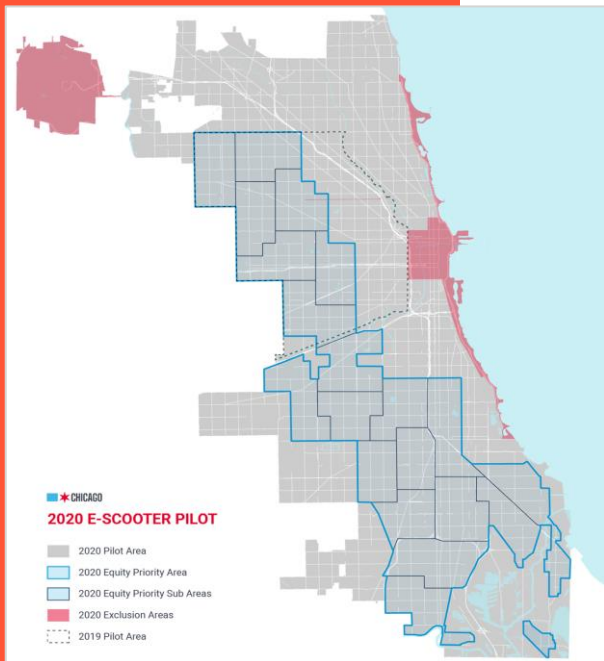 CHICAGO
2020 E-SCOOTER PILOT
2020 Pilot Area
2020 Equity Priority Area
2020 Equity Priority Sub Areas
2020 Exclusion Areas
2019 Pilot Area